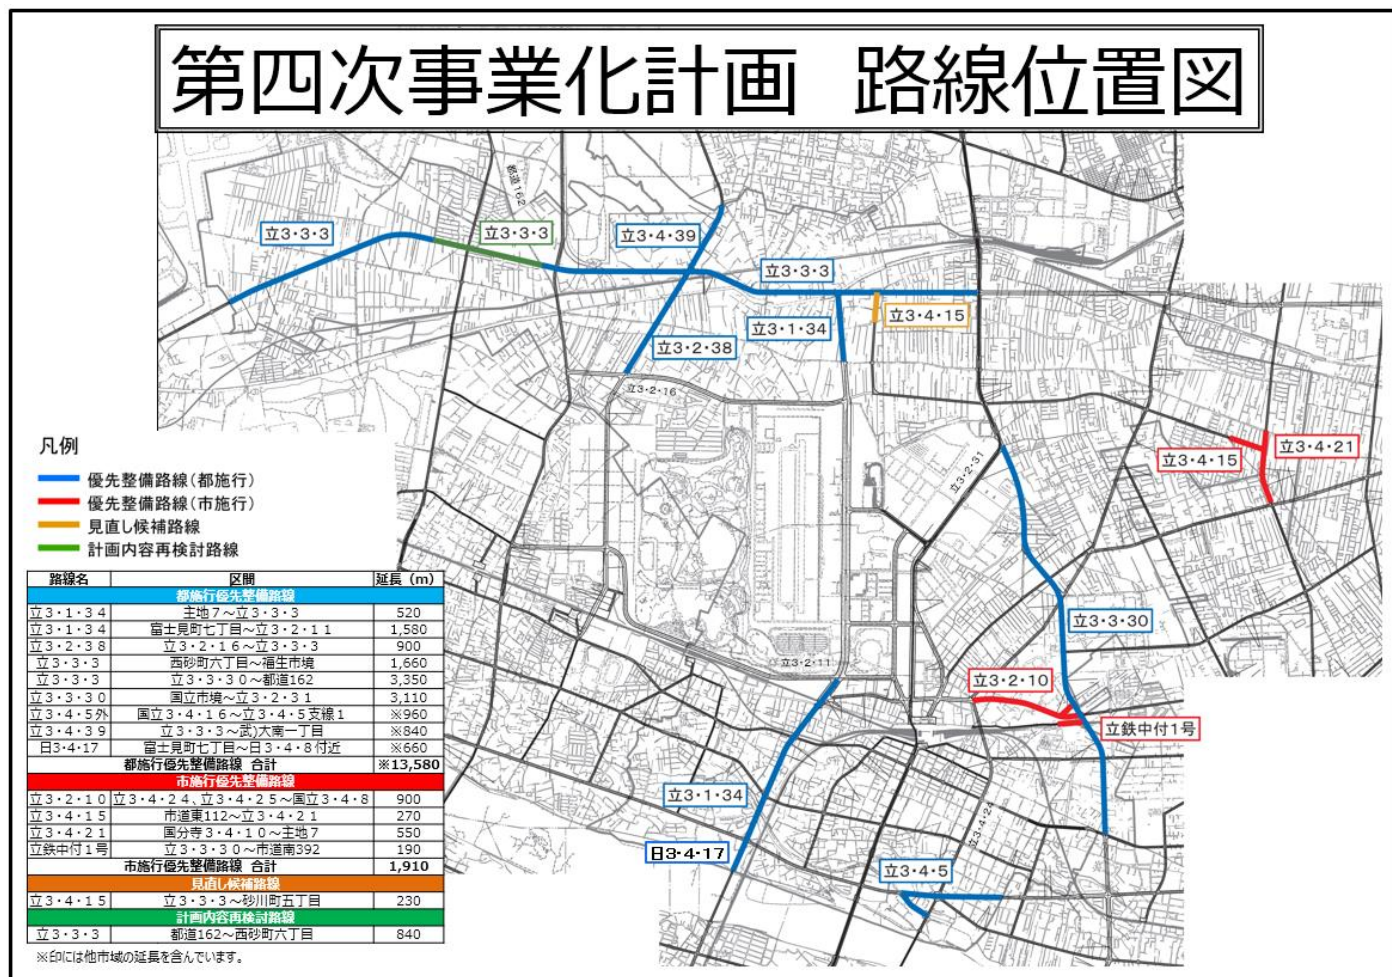 第四次事業化計画　路線位置図
都道162
立3・3・3
立3・3・3
立3・4・39
立3・3・3
立3・4・15
立3・1・34
立3・2・38
立3・2・16
立3・4・15
立3・4・21
立3・2・31
立3・3・30
立3・2・11
立3・2・10
立鉄中付1号
立3・1・34
立3・4・24
日3・4・17
立3・4・5
凡例
優先整備路線(都施行)
優先整備路線(市施行)
見直し候補路線
計画内容再検討路線
路線名 区間 延長（m）
都施行優先整備路線
立３・１・３４ 主地７～立３・３・３ 520
立３・１・３４ 富士見町七丁目～立３・２・１１ 1,580
立３・２・３８ 立３・２・１６～立３・３・３ 900
立３・３・３ 西砂町六丁目～福生市境 1,660
立３・３・３ 立３・３・３０～都道162 3,350
立３・３・３０ 国立市境～立３・２・３１ 3,110
立３・４・５外 国立３・４・１６～立３・４・５支線１ ※960
立３・４・３９ 立３・３・３～武)大南一丁目 ※840
日3・4・17 富士見町七丁目～日３・４・８付近 ※660
都施行優先整備路線 合計 ※13,580
市施行優先整備路線
立３・２・１０ 立３・４・２４、立３・４・２５～国立３・４・８ 900
立３・４・１５ 市道東112～立３・４・２１ 270
立３・４・２１ 国分寺３・４・１０～主地７ 550
立鉄中付１号 立３・３・３０～市道南392 190
市施行優先整備路線 合計 1,910
見直し候補路線
立３・４・１５ 立３・３・３～砂川町五丁目 230
計画内容再検討路線
立３・３・３ 都道162～西砂町六丁目 840
※印には他市域の延長を含んでいます。